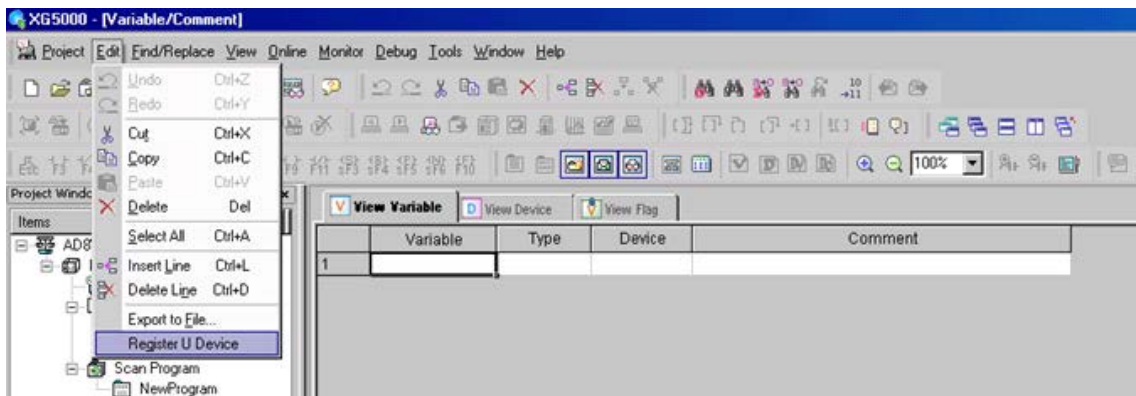 XG5000 - [Variable/Comment]
Project Edit Find/Replace View Online Monitor Debug Tools Window Help
Undo Ctrl+Z
Redo Ctrl+Y
Cut Ctrl+X
Copy Ctrl+C
Paste Ctrl+V
Delete Del
Select All Ctrl+A
Insert Line Ctrl+L
Delete Line Ctrl+D
Export to File...
Register U Device
100%
Project Windo
Items
AD8
Scan Program
NewProgram
V View Variable D View Device V View Flag
Variable Type Device Comment
1